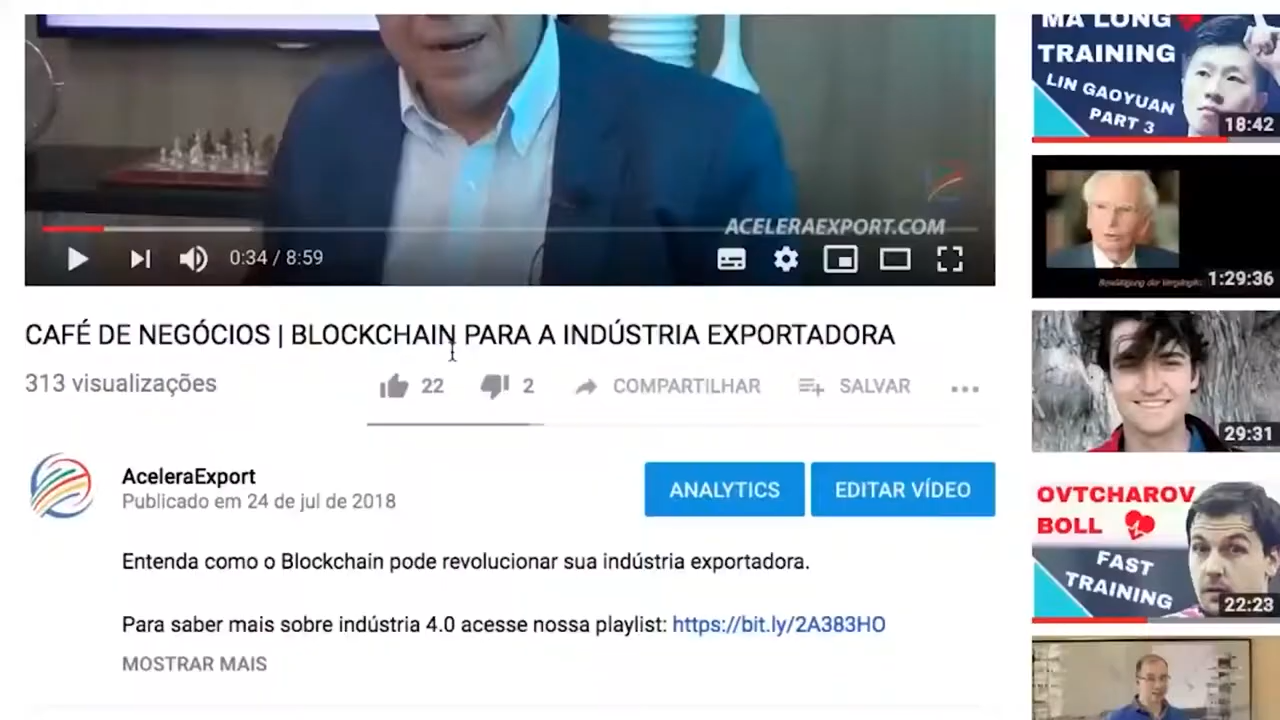 ACELERAEXPORT.COM
0:34 / 8:59
CAFÉ DE NEGÓCIOS | BLOCKCHAIN PARA A INDÚSTRIA EXPORTADORA
313 visualizações
22
2
COMPARTILHAR
SALVAR
AceleraExport
Publicado em 24 de jul de 2018
ANALYTICS
EDITAR VÍDEO
Entenda como o Blockchain pode revolucionar sua indústria exportadora.
Para saber mais sobre indústria 4.0 acesse nossa playlist: https://bit.ly/2A383HO
MOSTRAR MAIS
MA LONG
TRAINING
LIN GAOYUAN
PART 3
18:42
1:29:36
29:31
OVTCHAROV
BOLL
FAST
TRAINING
22:23